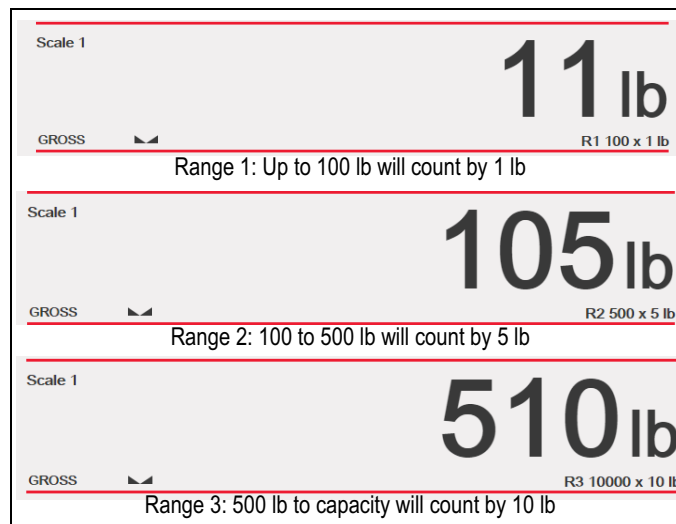 Scale 1
11 lb
GROSS R1 100 x 1 lb
Range 1: Up to 100 lb will count by 1 lb
Scale 1
105 lb
GROSS R2 500 x 5 lb
Range 2: 100 to 500 lb will count by 5 lb
Scale 1
510 lb
GROSS R3 10000 x 10 lb
Range 3: 500 lb to capacity will count by 10 lb